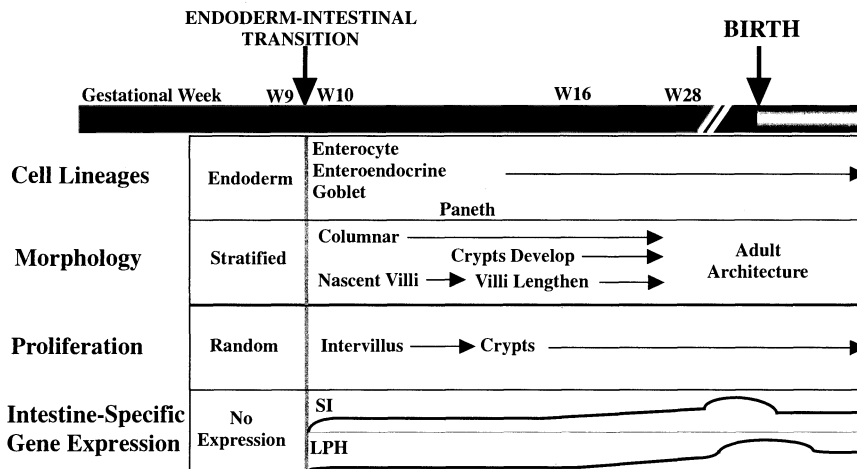 ENDODERM-INTESTINAL
TRANSITION
BIRTH
Gestational Week W9 W10 W16 W28
Cell Lineages
Endoderm
Enterocyte
Enteroendocrine
Goblet
Paneth
Morphology
Stratified
Columnar
Crypts Develop
Nascent Villi
Villi Lengthen
Adult
Architecture
Proliferation
Random
Intervillus
Crypts
Intestine-Specific
Gene Expression
No
Expression
SI
LPH